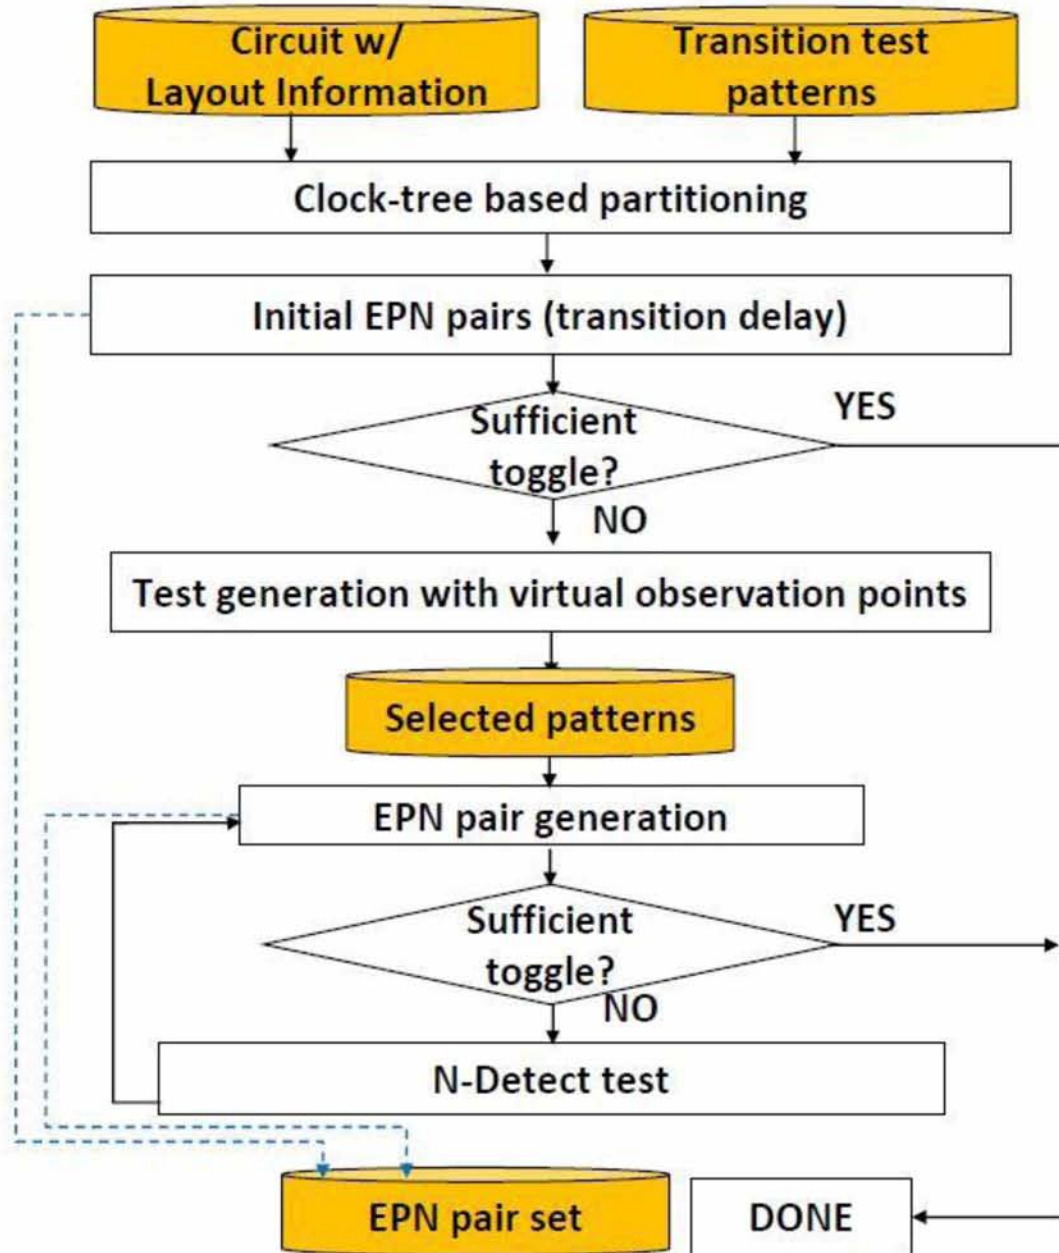 Circuit w/
Layout Information
Transition test
patterns
Clock-tree based partitioning
Initial EPN pairs (transition delay)
Sufficient
toggle?
YES
NO
Test generation with virtual observation points
Selected patterns
EPN pair generation
Sufficient
toggle?
YES
NO
N-Detect test
EPN pair set
DONE